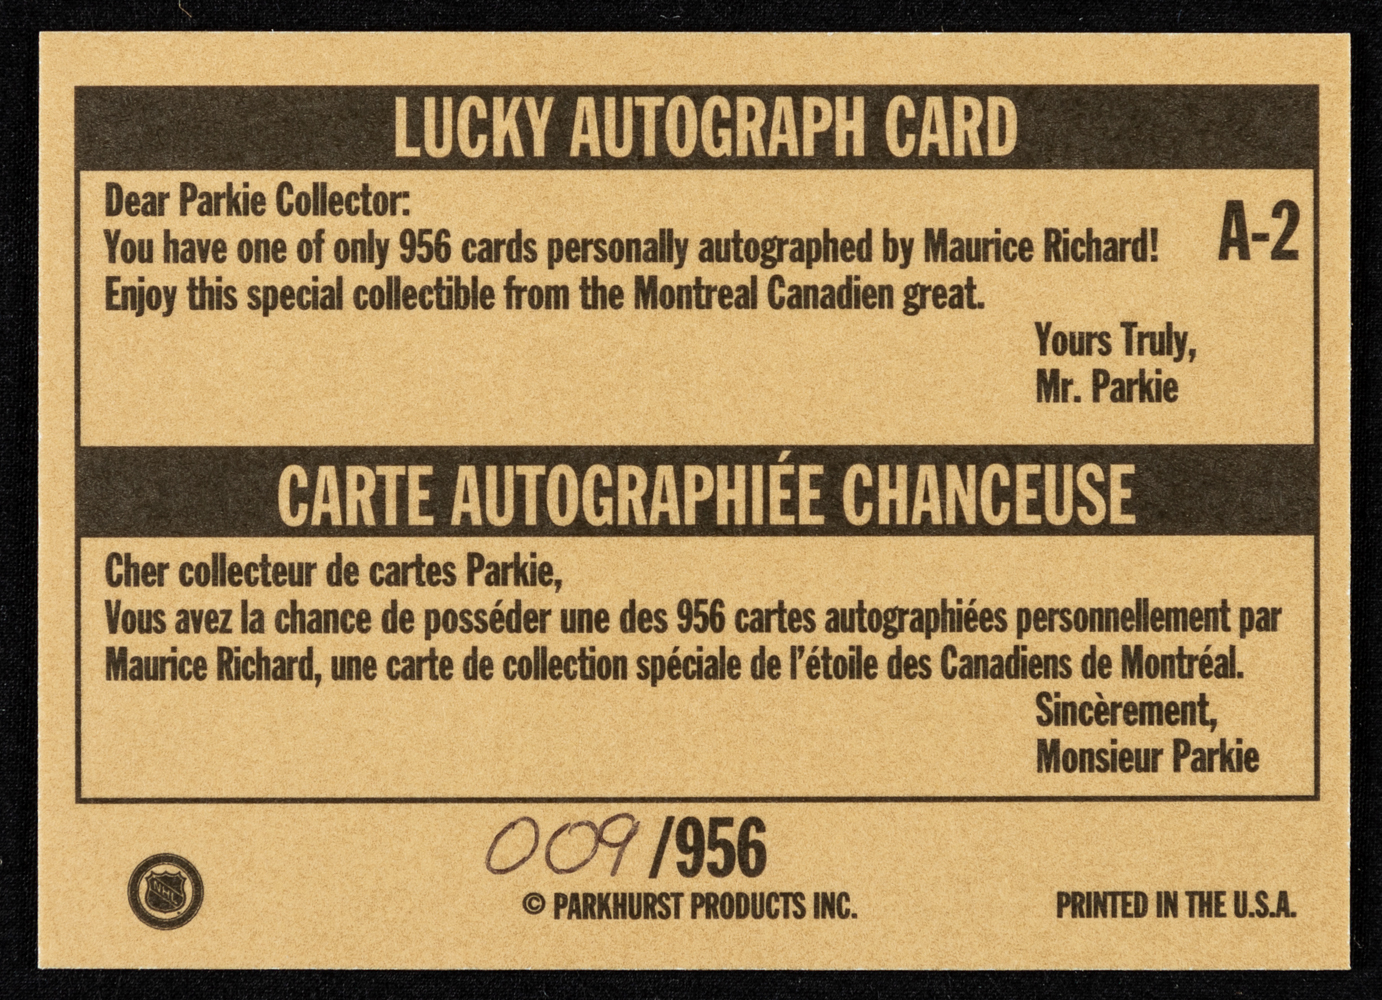 LUCKY AUTOGRAPH CARD
Dear Parkie Collector:
You have one of only 956 cards personally autographed by Maurice Richard!
A-2
Enjoy this special collectible from the Montreal Canadien great.
Yours Truly,
Mr. Parkie
CARTE AUTOGRAPHIÉE CHANCEUSE
Cher collecteur de cartes Parkie,
Vous avez la chance de posséder une des 956 cartes autographiées personnellement par
Maurice Richard, une carte de collection spéciale de l'étoile des Canadiens de Montréal.
Sincèrement,
Monsieur Parkie
009/956
NHL
© PARKHURST PRODUCTS INC.
PRINTED IN THE U.S.A.